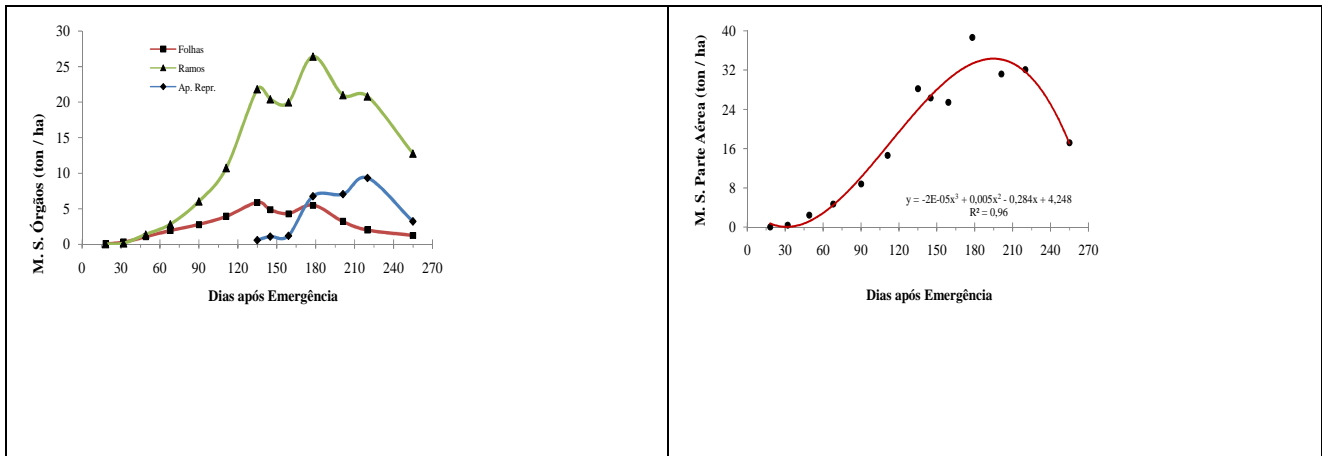 M. S. Órgãos (ton / ha)
30
25
20
15
10
5
0
Folhas
Ramos
Ap. Repr.
0 30 60 90 120 150 180 210 240 270
Dias após Emergência
M. S. Parte Aérea (ton / ha)
40
32
24
16
8
0
y = -2E-05x³ + 0,005x² - 0,284x + 4,248
R² = 0,96
0 30 60 90 120 150 180 210 240 270
Dias após Emergência